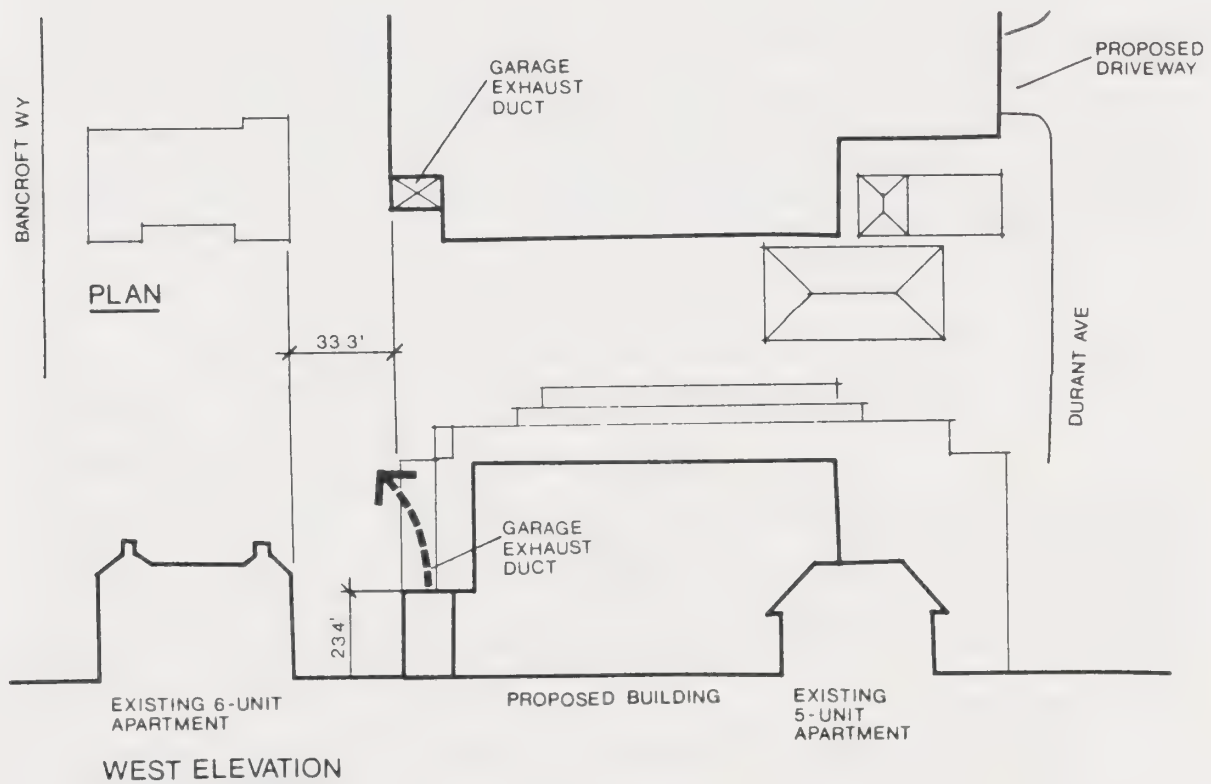 BANCROFT WY
GARAGE
EXHAUST
DUCT
PROPOSED
DRIVEWAY
PLAN
33 3'
DURANT AVE
GARAGE
EXHAUST
DUCT
23 4'
EXISTING 6-UNIT
APARTMENT
PROPOSED BUILDING
EXISTING
5-UNIT
APARTMENT
WEST ELEVATION